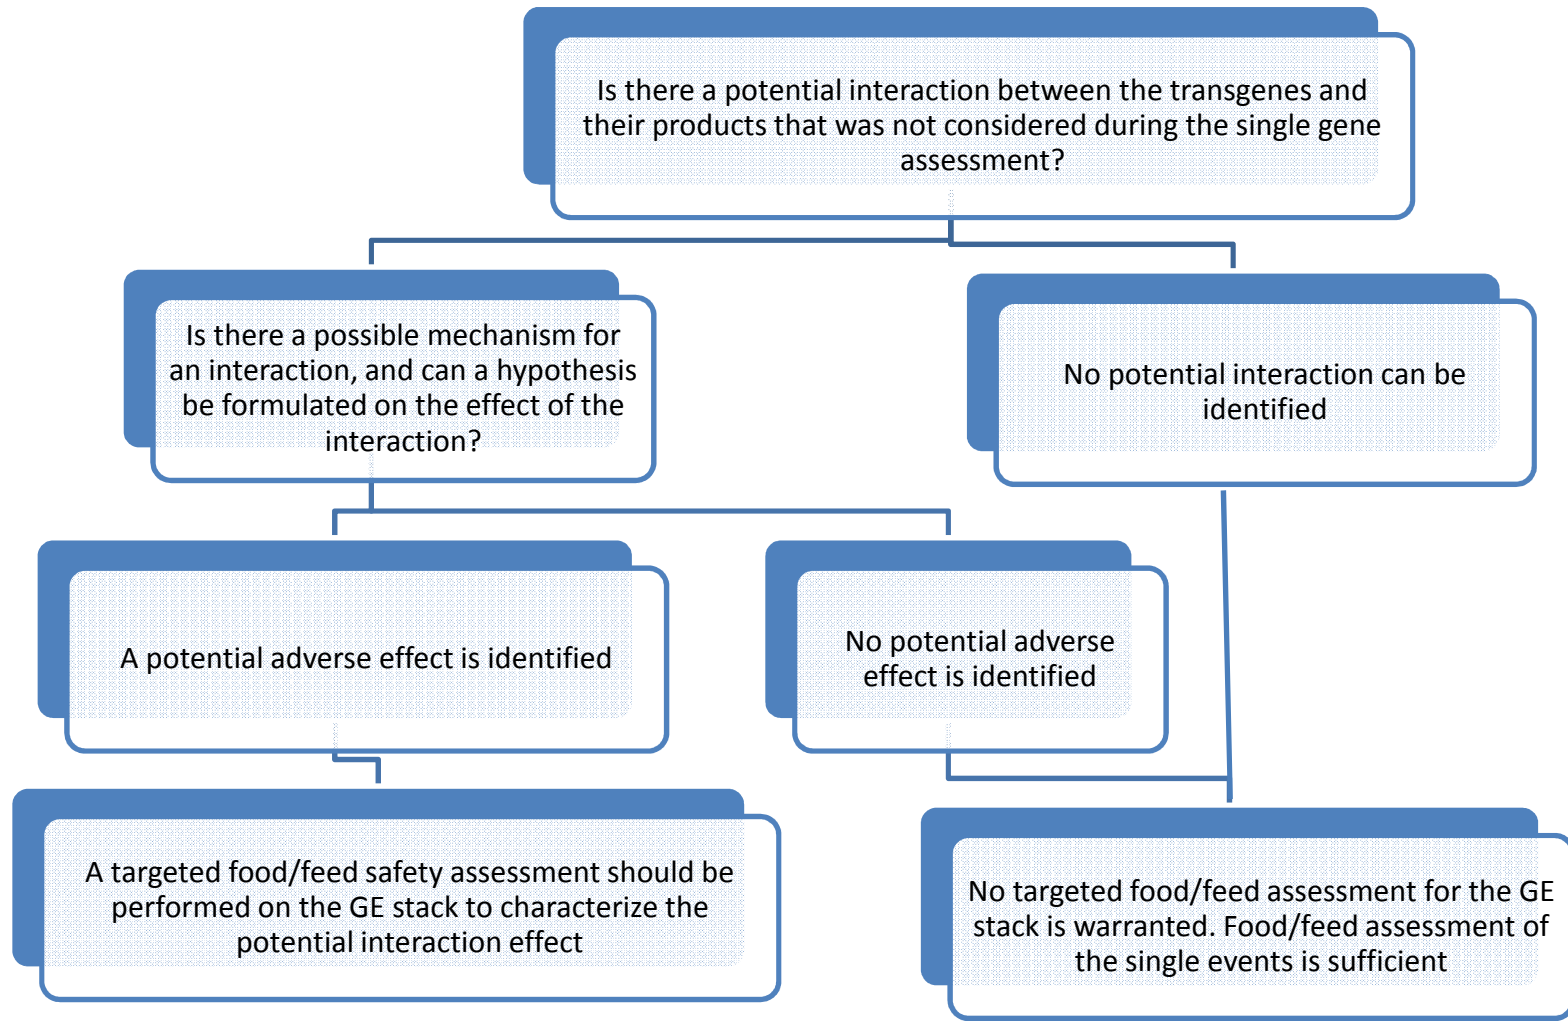 Is there a potential interaction between the transgenes and
their products that was not considered during the single gene
assessment?
Is there a possible mechanism for
an interaction, and can a hypothesis
be formulated on the effect of the
interaction?
No potential interaction can be
identified
A potential adverse effect is identified
No potential adverse
effect is identified
A targeted food/feed safety assessment should be
performed on the GE stack to characterize the
potential interaction effect
No targeted food/feed assessment for the GE
stack is warranted. Food/feed assessment of
the single events is sufficient